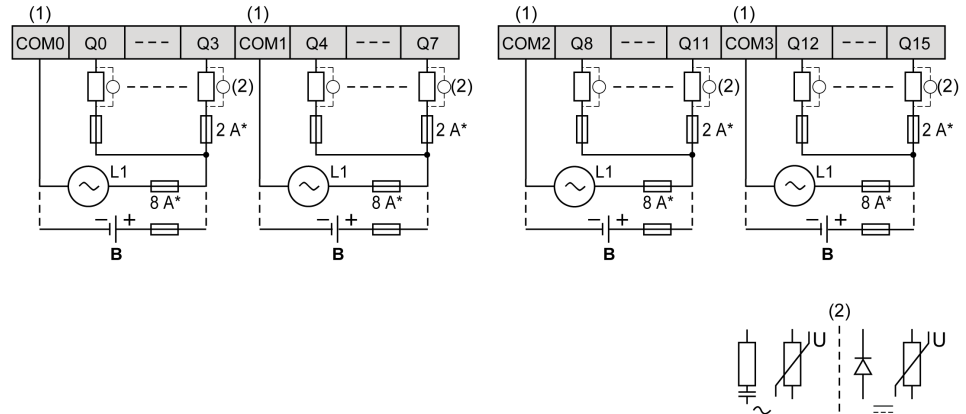 (1) (1) (1) (1)
COM0 Q0 --- Q3 COM1 Q4 --- Q7 COM2 Q8 --- Q11 COM3 Q12 --- Q15
(2) (2) (2) (2)
2 A* 2 A* 2 A* 2 A*
L1 L1 L1 L1
8 A* 8 A* 8 A* 8 A*
− + − + − + − +
B B B B
(2)
U U